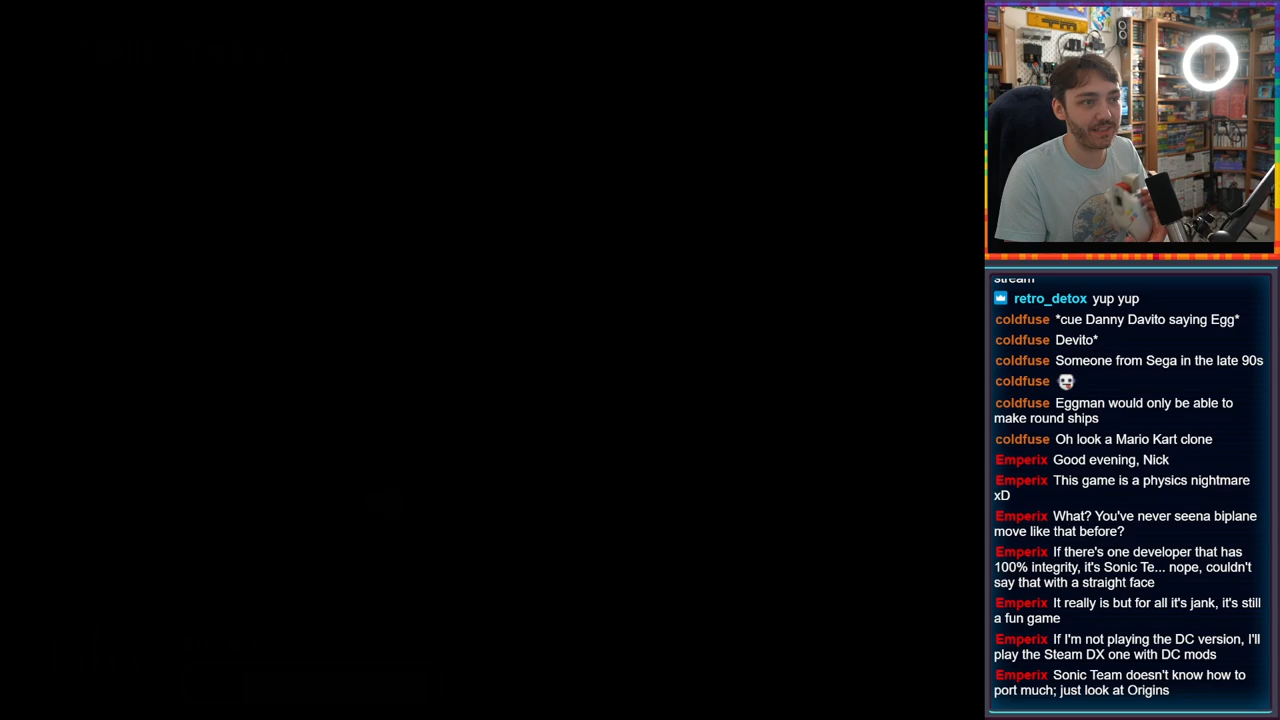 stream
retro_detox yup yup
coldfuse *cue Danny Davito saying Egg*
coldfuse Devito*
coldfuse Someone from Sega in the late 90s
coldfuse
coldfuse Eggman would only be able to
make round ships
coldfuse Oh look a Mario Kart clone
Emperix Good evening, Nick
Emperix This game is a physics nightmare
xD
Emperix What? You've never seena biplane
move like that before?
Emperix If there's one developer that has
100% integrity, it's Sonic Te... nope, couldn't
say that with a straight face
Emperix It really is but for all it's jank, it's still
a fun game
Emperix If I'm not playing the DC version, I'll
play the Steam DX one with DC mods
Emperix Sonic Team doesn't know how to
port much; just look at Origins